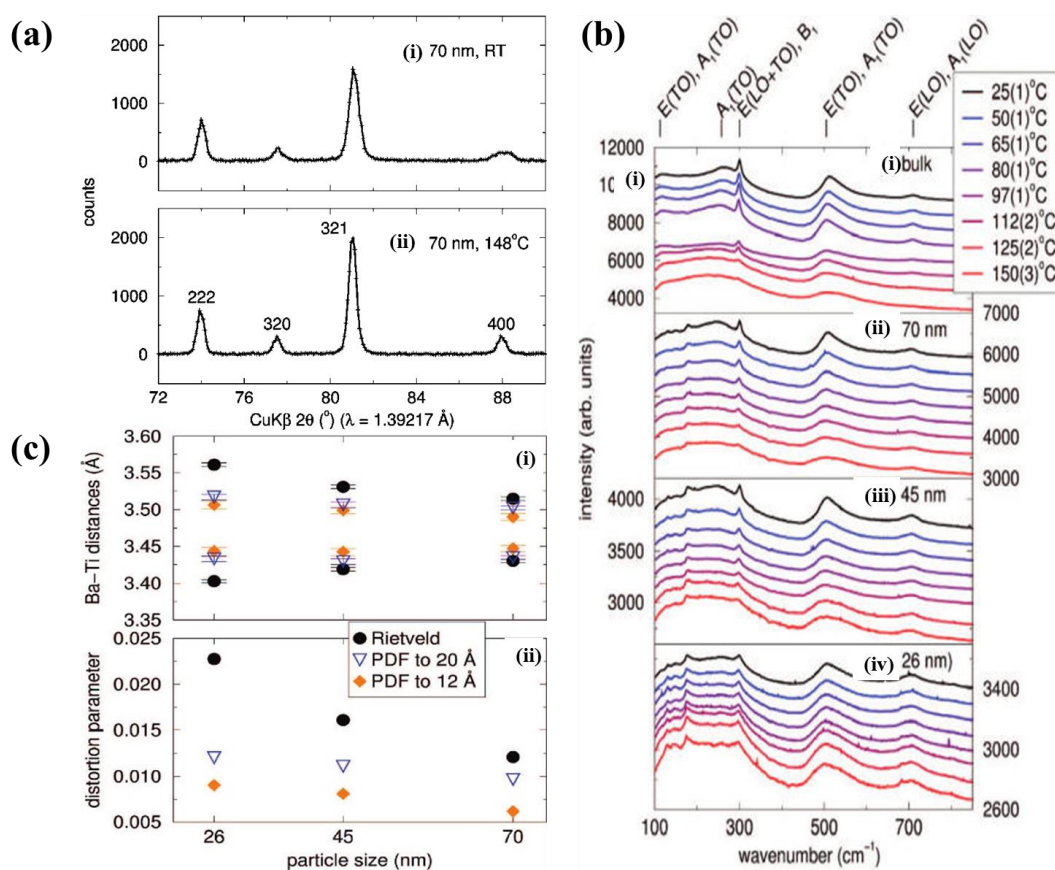 (a)
2000
1000
0
(i) 70 nm, RT
counts
2000
1000
0
(ii) 70 nm, 148°C
222
320
321
400
72
76
80
84
88
CuKβ 2θ (°) (λ = 1.39217 Å)
(b)
E(TO), A₁(TO)
A₁(TO)
E(LO+TO), B₁
E(TO), A₁(TO)
E(LO), A₁(LO)
25(1)°C
50(1)°C
65(1)°C
80(1)°C
97(1)°C
112(2)°C
125(2)°C
150(3)°C
12000
(i)
8000
6000
4000
(i) bulk
7000
6000
5000
4000
3000
(ii) 70 nm
4000
3500
3000
(iii) 45 nm
(iv) 26 nm)
3400
3000
2600
intensity (arb. units)
100
300
500
700
wavenumber (cm⁻¹)
(c)
3.60
3.55
3.50
3.45
3.40
3.35
Ba–Ti distances (Å)
(i)
0.025
0.020
0.015
0.010
0.005
distortion parameter
Rietveld
PDF to 20 Å
PDF to 12 Å
(ii)
26
45
70
particle size (nm)